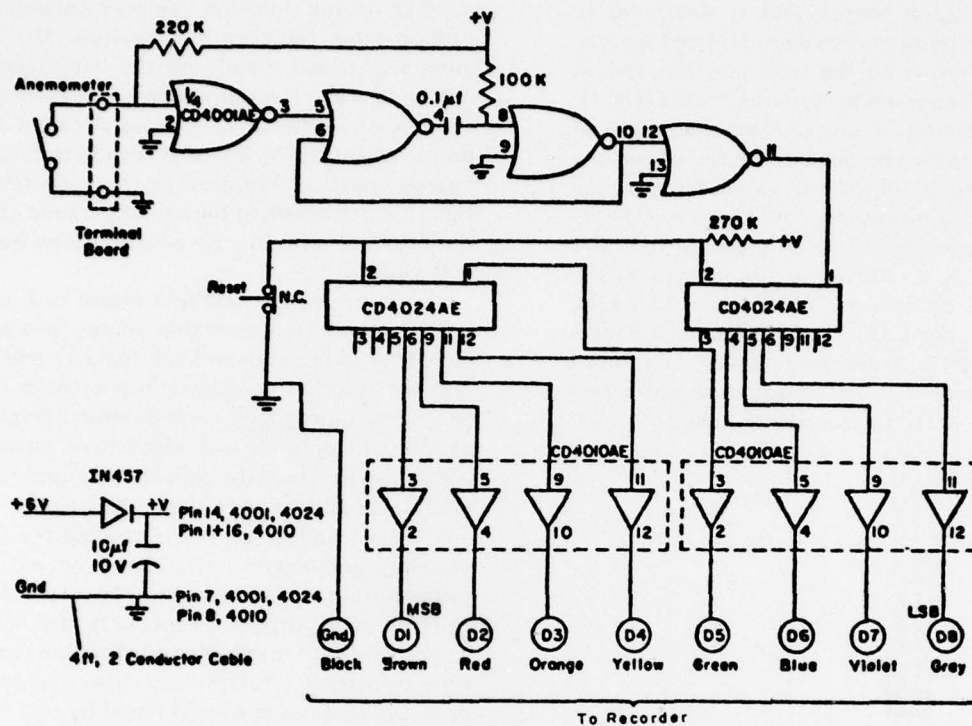 220 K
+V
Anemometer
100 K
0.1 µf
1
1/4
CD4001AE
2
3
5
6
4
8
9
10
12
13
11
Terminal
Board
270 K
+V
Reset
N.C.
2
1
CD4024AE
3 4 5 6 9 11 12
2
1
CD4024AE
3 4 5 6 9 11 12
CD4010AE
3 5 9 11
2 4 10 12
CD4010AE
3 5 9 11
2 4 10 12
IN457
+6V
+V
Pin 14, 4001, 4024
Pin 1+16, 4010
10µf
10 V
Gnd
Pin 7, 4001, 4024
Pin 8, 4010
4ft, 2 Conductor Cable
MSB
LSB
Gnd. D1 D2 D3 D4 D5 D6 D7 D8
Black Brown Red Orange Yellow Green Blue Violet Grey
To Recorder